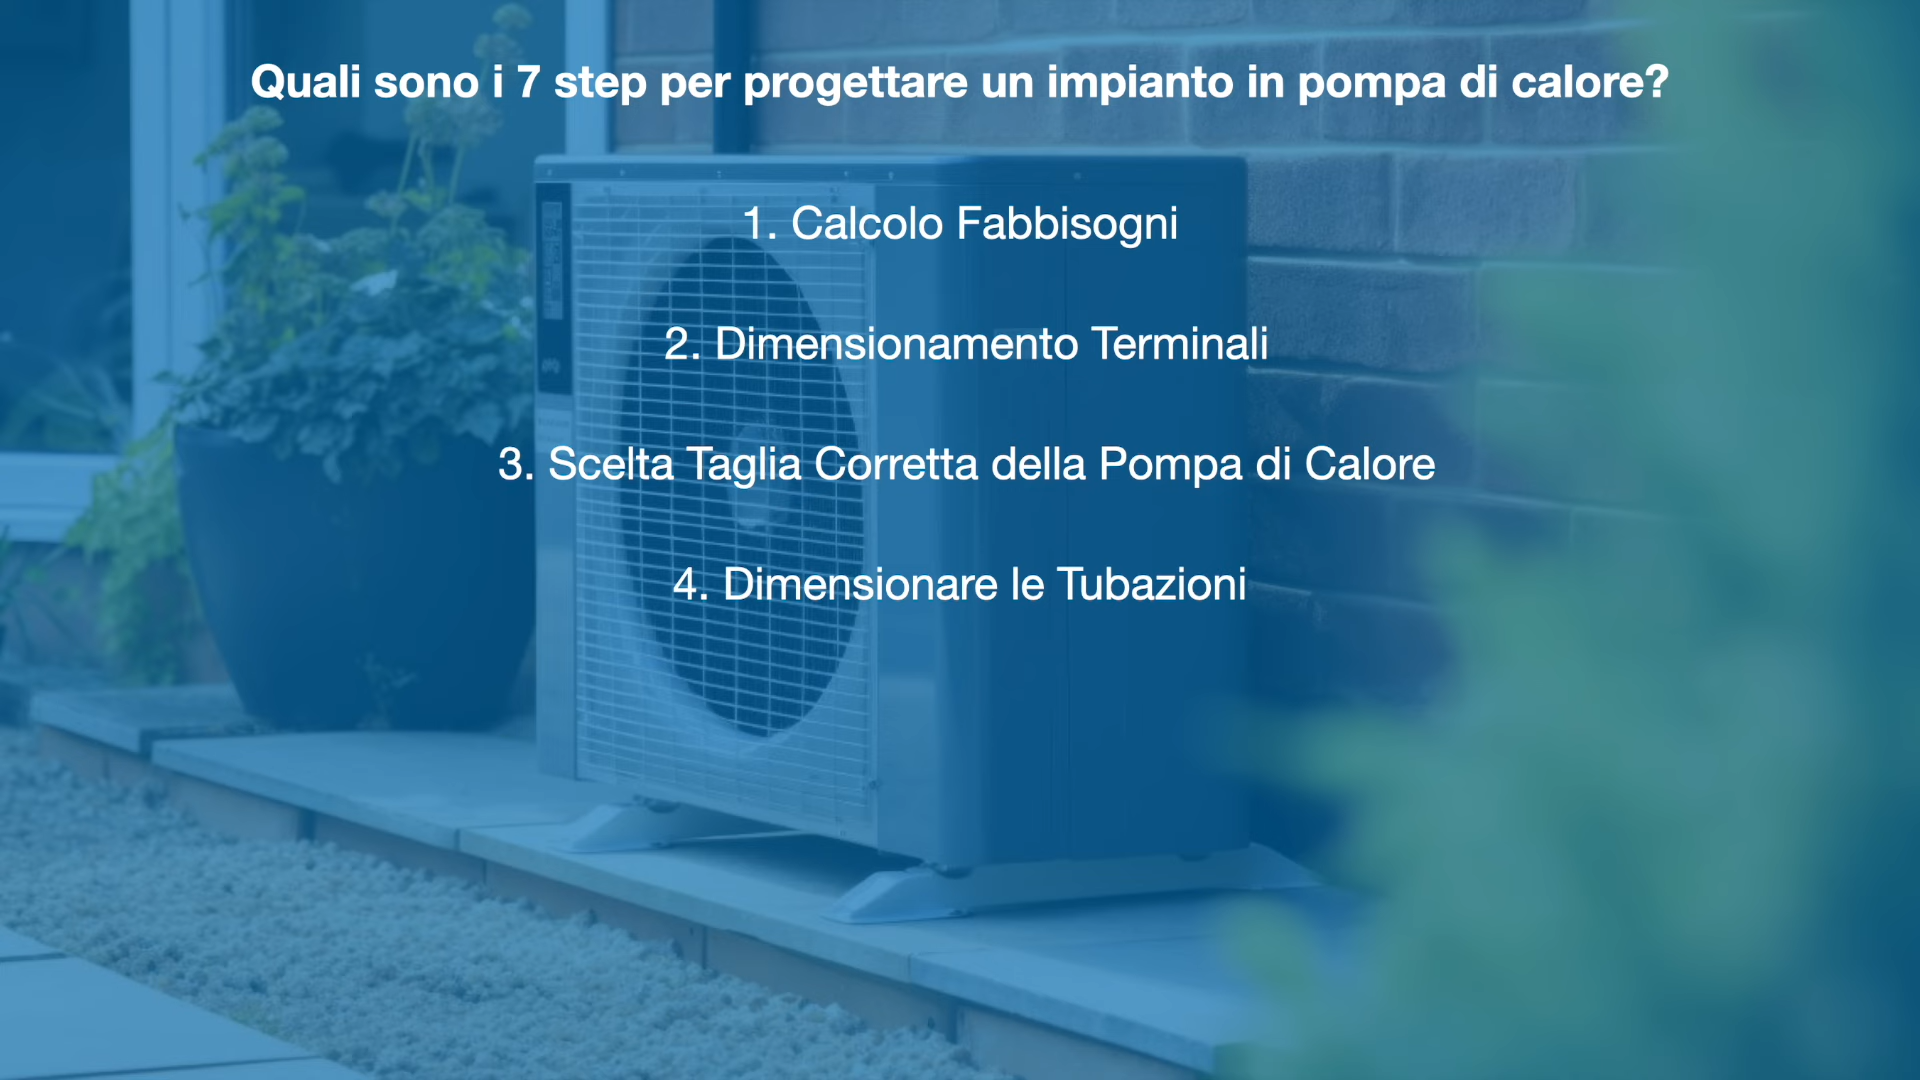 Quali sono i 7 step per progettare un impianto in pompa di calore?
1. Calcolo Fabbisogni
2. Dimensionamento Terminali
3. Scelta Taglia Corretta della Pompa di Calore
4. Dimensionare le Tubazioni